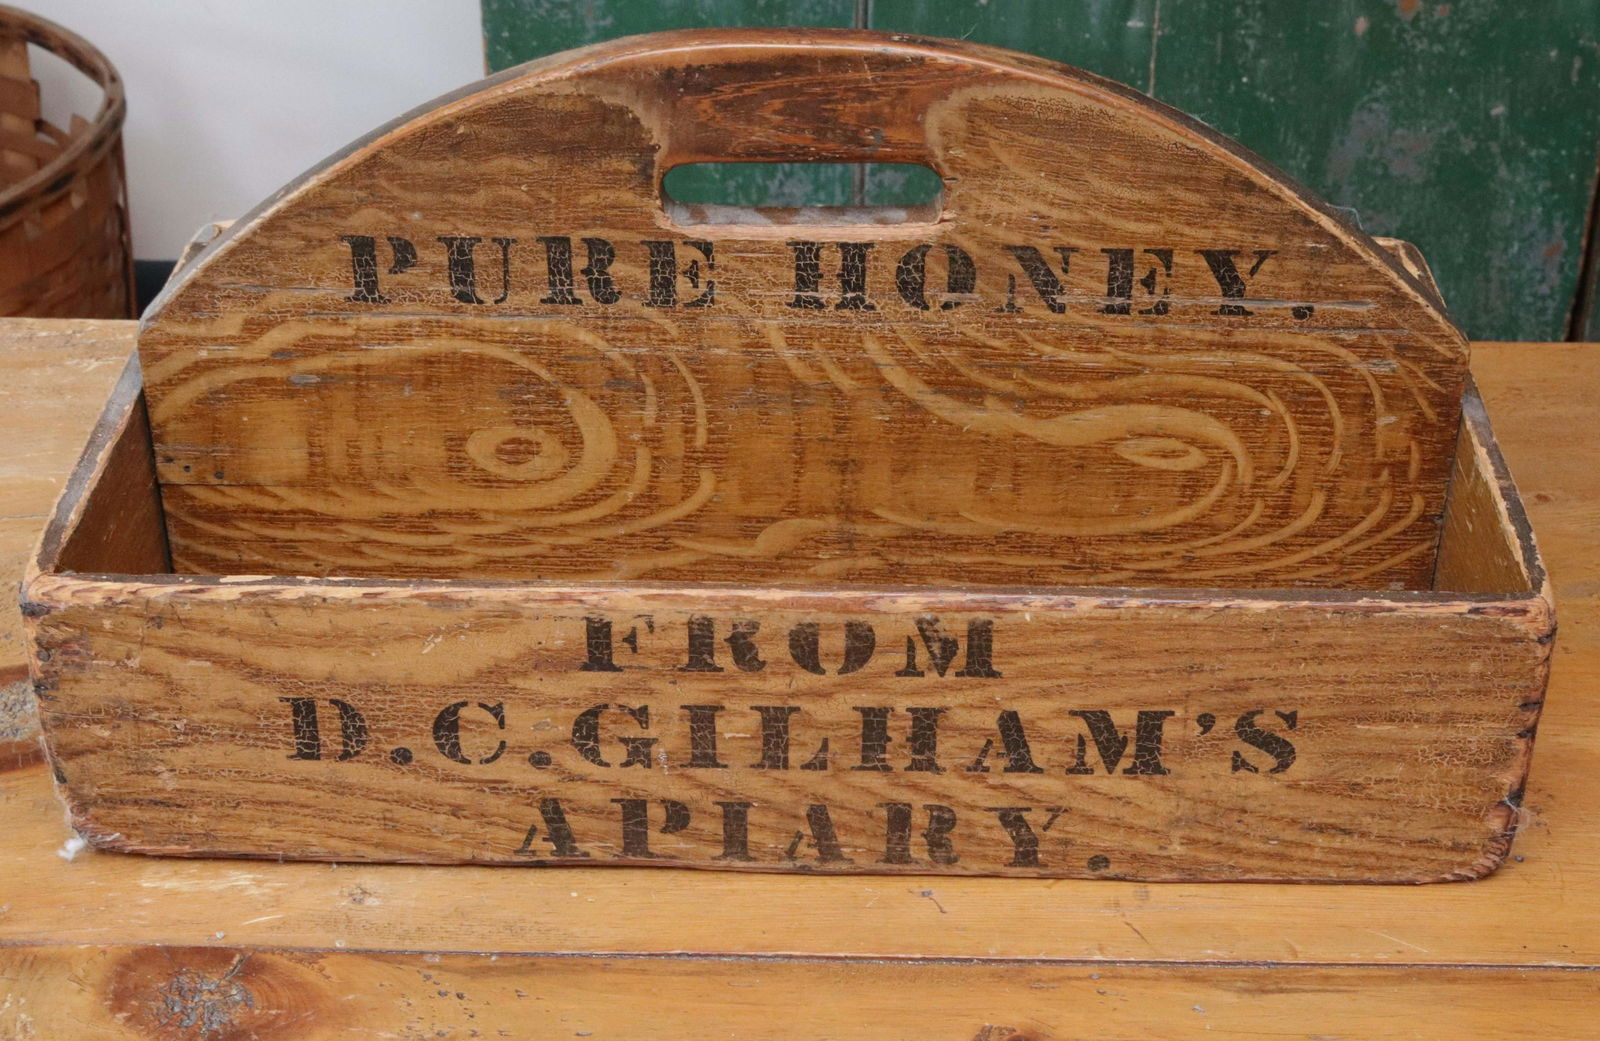 PURE HONEY.
FROM
D.C.GILHAM'S
APIARY.